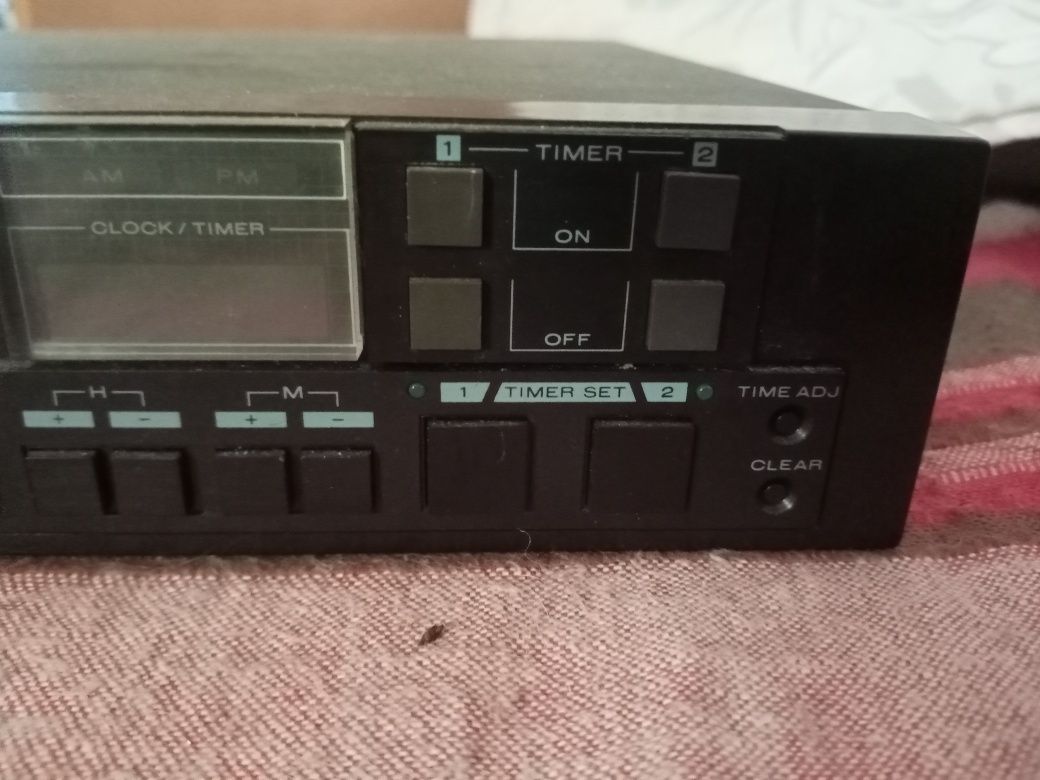 1 TIMER 2
AM PM
CLOCK / TIMER
ON
OFF
H M
1 TIMER SET 2
TIME ADJ
+ - + -
CLEAR